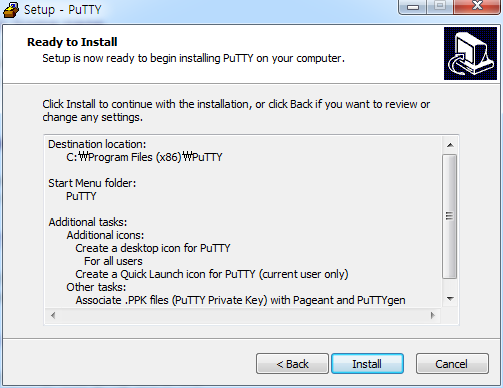 Setup - PuTTY
Ready to Install
Setup is now ready to begin installing PuTTY on your computer.
Click Install to continue with the installation, or click Back if you want to review or
change any settings.
Destination location:
C:₩Program Files (x86)₩PuTTY
Start Menu folder:
PuTTY
Additional tasks:
Additional icons:
Create a desktop icon for PuTTY
For all users
Create a Quick Launch icon for PuTTY (current user only)
Other tasks:
Associate .PPK files (PuTTY Private Key) with Pageant and PuTTYgen
< Back
Install
Cancel